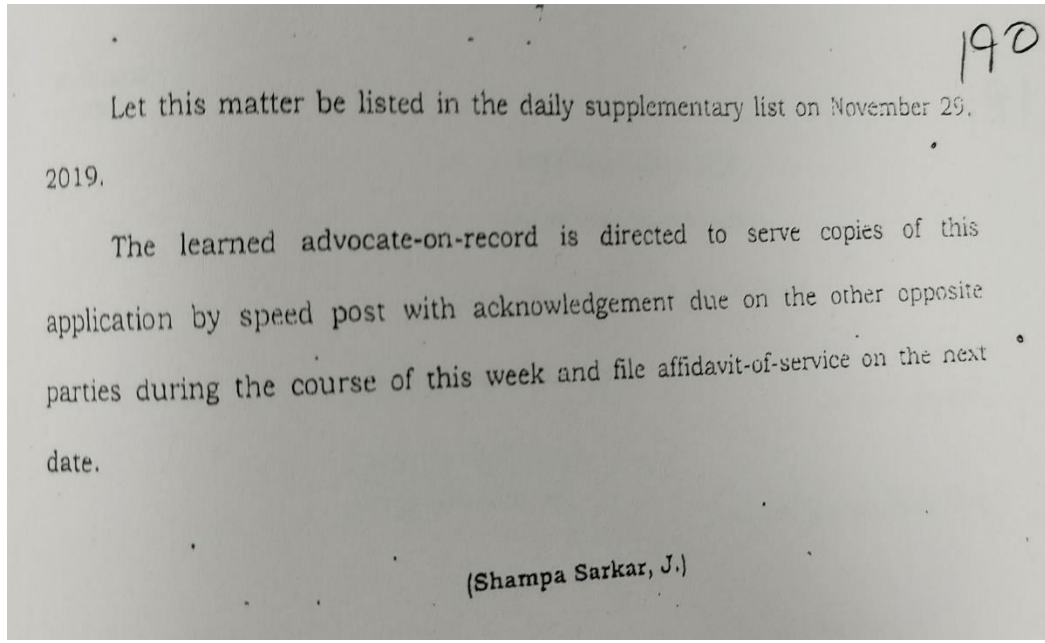 190
Let this matter be listed in the daily supplementary list on November 29,
2019.
The learned advocate-on-record is directed to serve copies of this
application by speed post with acknowledgement due on the other opposite
parties during the course of this week and file affidavit-of-service on the next
date.
(Shampa Sarkar, J.)